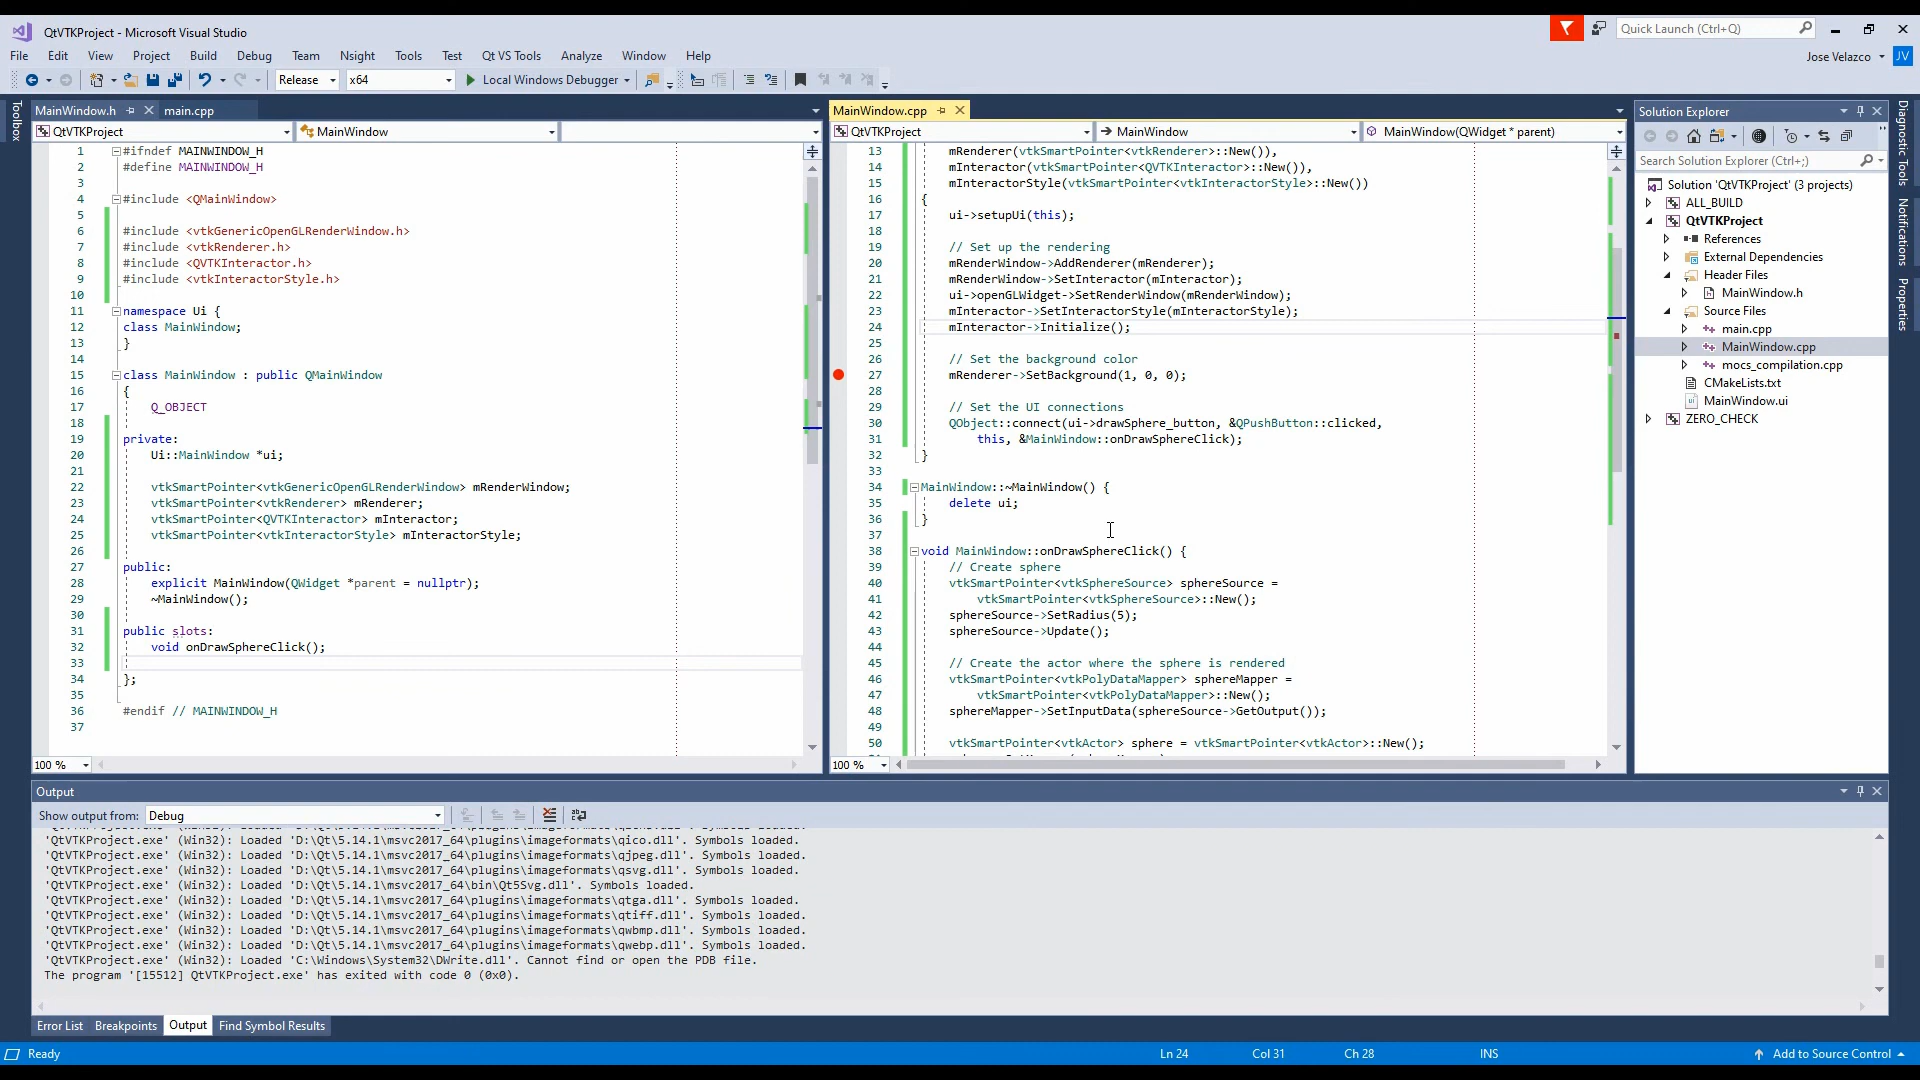 QtVTKProject - Microsoft Visual Studio
Quick Launch (Ctrl+Q)
File Edit View Project Build Debug Team Nsight Tools Test Qt VS Tools Analyze Window Help
Jose Velazco JV
Release x64 Local Windows Debugger
Toolbox
MainWindow.h main.cpp
QtVTKProject MainWindow
1 #ifndef MAINWINDOW_H
2 #define MAINWINDOW_H
3
4 #include <QMainWindow>
5
6 #include <vtkGenericOpenGLRenderWindow.h>
7 #include <vtkRenderer.h>
8 #include <QVTKInteractor.h>
9 #include <vtkInteractorStyle.h>
10
11 namespace Ui {
12 class MainWindow;
13 }
14
15 class MainWindow : public QMainWindow
16 {
17 Q_OBJECT
18
19 private:
20 Ui::MainWindow *ui;
21
22 vtkSmartPointer<vtkGenericOpenGLRenderWindow> mRenderWindow;
23 vtkSmartPointer<vtkRenderer> mRenderer;
24 vtkSmartPointer<QVTKInteractor> mInteractor;
25 vtkSmartPointer<vtkInteractorStyle> mInteractorStyle;
26
27 public:
28 explicit MainWindow(QWidget *parent = nullptr);
29 ~MainWindow();
30
31 public slots:
32 void onDrawSphereClick();
33
34 };
35
36 #endif // MAINWINDOW_H
37
100 %
MainWindow.cpp
QtVTKProject MainWindow MainWindow(QWidget * parent)
13 mRenderer(vtkSmartPointer<vtkRenderer>::New()),
14 mInteractor(vtkSmartPointer<QVTKInteractor>::New()),
15 mInteractorStyle(vtkSmartPointer<vtkInteractorStyle>::New())
16 {
17 ui->setupUi(this);
18
19 // Set up the rendering
20 mRenderWindow->AddRenderer(mRenderer);
21 mRenderWindow->SetInteractor(mInteractor);
22 ui->openGLWidget->SetRenderWindow(mRenderWindow);
23 mInteractor->SetInteractorStyle(mInteractorStyle);
24 mInteractor->Initialize();
25
26 // Set the background color
27 mRenderer->SetBackground(1, 0, 0);
28
29 // Set the UI connections
30 QObject::connect(ui->drawSphere_button, &QPushButton::clicked,
31 this, &MainWindow::onDrawSphereClick);
32 }
33
34 MainWindow::~MainWindow() {
35 delete ui;
36 }
37
38 void MainWindow::onDrawSphereClick() {
39 // Create sphere
40 vtkSmartPointer<vtkSphereSource> sphereSource =
41 vtkSmartPointer<vtkSphereSource>::New();
42 sphereSource->SetRadius(5);
43 sphereSource->Update();
44
45 // Create the actor where the sphere is rendered
46 vtkSmartPointer<vtkPolyDataMapper> sphereMapper =
47 vtkSmartPointer<vtkPolyDataMapper>::New();
48 sphereMapper->SetInputData(sphereSource->GetOutput());
49
50 vtkSmartPointer<vtkActor> sphere = vtkSmartPointer<vtkActor>::New();
100 %
Solution Explorer
Search Solution Explorer (Ctrl+;)
Solution 'QtVTKProject' (3 projects)
ALL_BUILD
QtVTKProject
References
External Dependencies
Header Files
MainWindow.h
Source Files
main.cpp
MainWindow.cpp
mocs_compilation.cpp
CMakeLists.txt
MainWindow.ui
ZERO_CHECK
Diagnostic Tools
Notifications
Properties
Output
Show output from: Debug
'QtVTKProject.exe' (Win32): Loaded 'D:\Qt\5.14.1\msvc2017_64\plugins\imageformats\qico.dll'. Symbols loaded.
'QtVTKProject.exe' (Win32): Loaded 'D:\Qt\5.14.1\msvc2017_64\plugins\imageformats\qjpeg.dll'. Symbols loaded.
'QtVTKProject.exe' (Win32): Loaded 'D:\Qt\5.14.1\msvc2017_64\plugins\imageformats\qsvg.dll'. Symbols loaded.
'QtVTKProject.exe' (Win32): Loaded 'D:\Qt\5.14.1\msvc2017_64\bin\Qt5Svg.dll'. Symbols loaded.
'QtVTKProject.exe' (Win32): Loaded 'D:\Qt\5.14.1\msvc2017_64\plugins\imageformats\qtga.dll'. Symbols loaded.
'QtVTKProject.exe' (Win32): Loaded 'D:\Qt\5.14.1\msvc2017_64\plugins\imageformats\qtiff.dll'. Symbols loaded.
'QtVTKProject.exe' (Win32): Loaded 'D:\Qt\5.14.1\msvc2017_64\plugins\imageformats\qwbmp.dll'. Symbols loaded.
'QtVTKProject.exe' (Win32): Loaded 'D:\Qt\5.14.1\msvc2017_64\plugins\imageformats\qwebp.dll'. Symbols loaded.
'QtVTKProject.exe' (Win32): Loaded 'C:\Windows\System32\DWrite.dll'. Cannot find or open the PDB file.
The program '[15512] QtVTKProject.exe' has exited with code 0 (0x0).
Error List Breakpoints Output Find Symbol Results
Ready Ln 24 Col 31 Ch 28 INS Add to Source Control